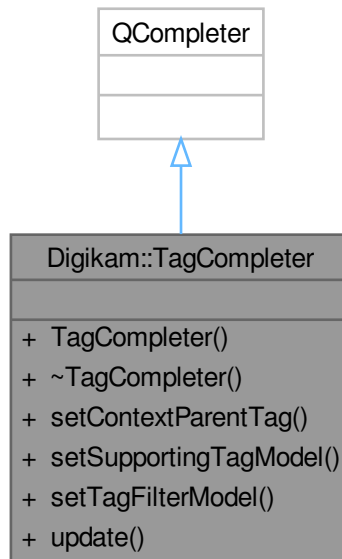 QCompleter
Digikam::TagCompleter
+ TagCompleter()
+ ~TagCompleter()
+ setContextParentTag()
+ setSupportingTagModel()
+ setTagFilterModel()
+ update()